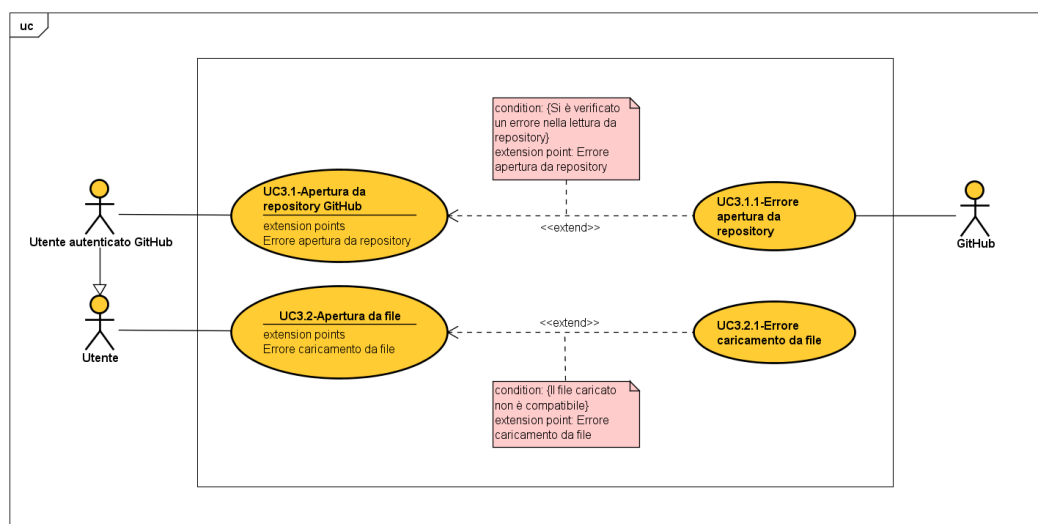 uc
condition: {Si è verificato
un errore nella lettura da
repository}
extension point: Errore
apertura da repository
UC3.1-Apertura da
repository GitHub
extension points
Errore apertura da repository
<<extend>>
UC3.1.1-Errore
apertura da
repository
Utente autenticato GitHub
GitHub
UC3.2-Apertura da file
extension points
Errore caricamento da file
<<extend>>
UC3.2.1-Errore
caricamento da file
Utente
condition: {Il file caricato
non è compatibile}
extension point: Errore
caricamento da file